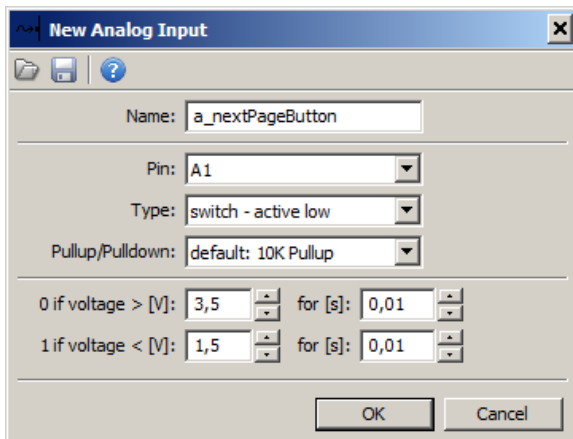 New Analog Input
Name: a_nextPageButton
Pin: A1
Type: switch - active low
Pullup/Pulldown: default: 10K Pullup
0 if voltage > [V]: 3,5 for [s]: 0,01
1 if voltage < [V]: 1,5 for [s]: 0,01
OK Cancel